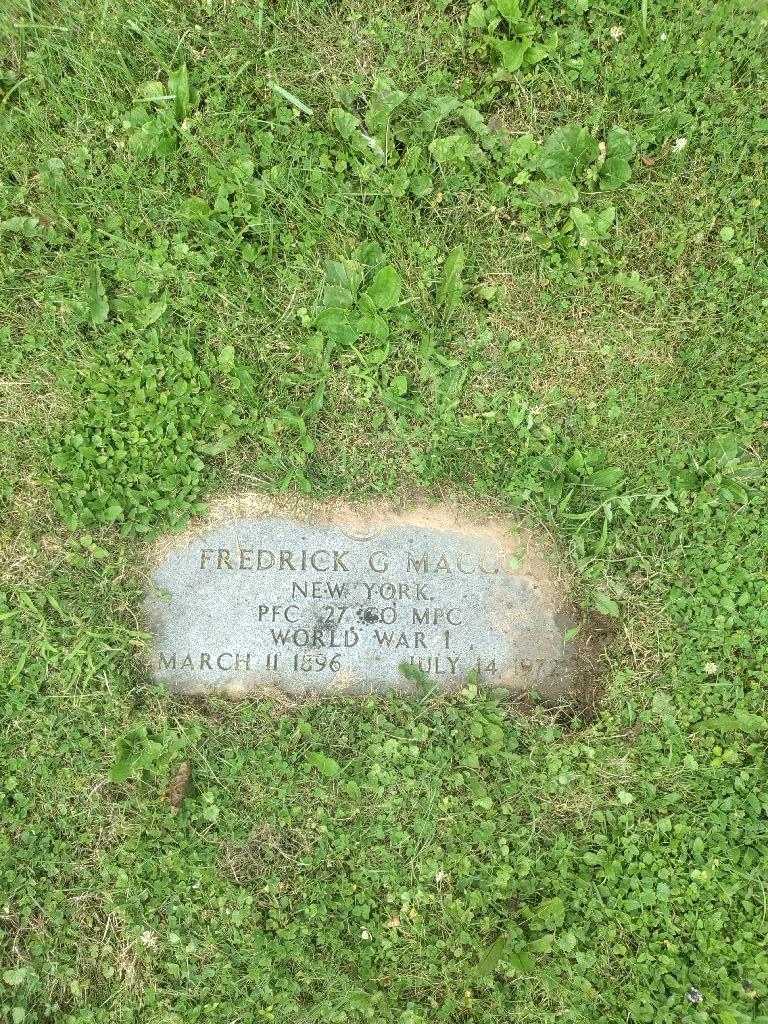 FREDRICK G
NEW YORK
PFC 27 CO MPC
WORLD WAR I
MARCH 11 1896 JULY 14